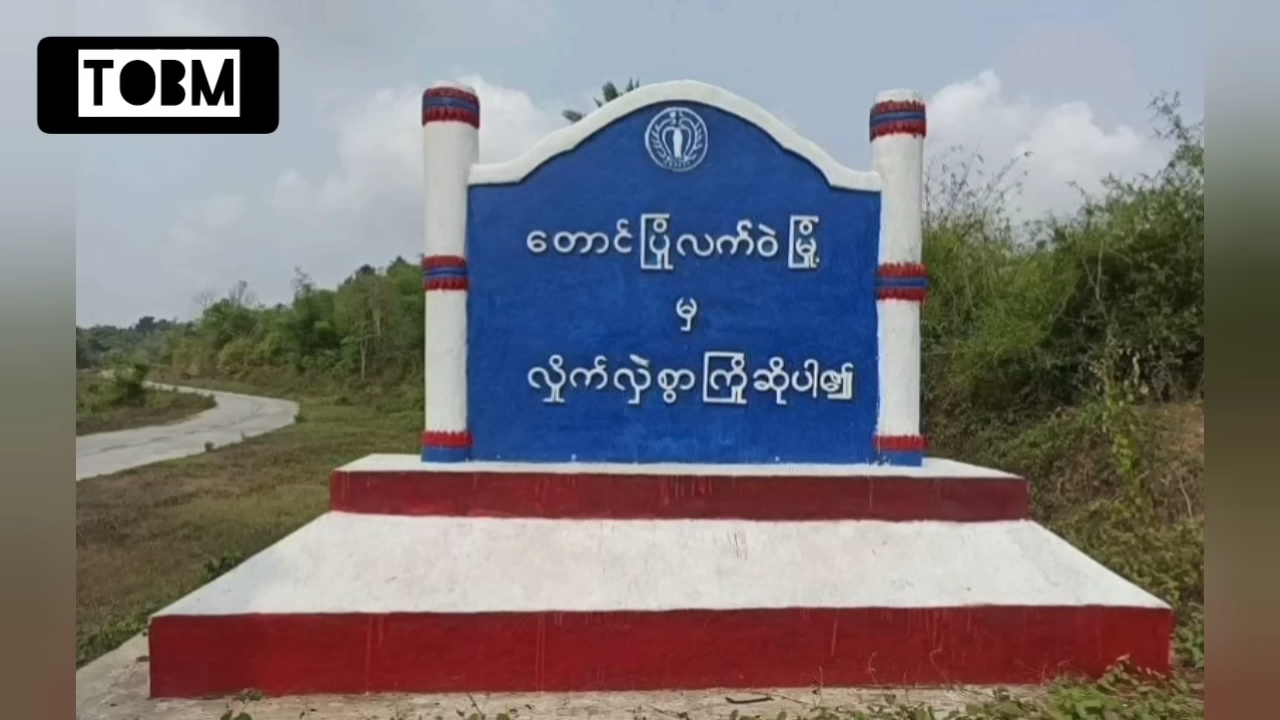 TOBM
တောင်ပြိုလက်ဝဲ မြို့
မှ
လှိုက်လှဲစွာကြိုဆိုပါ၏